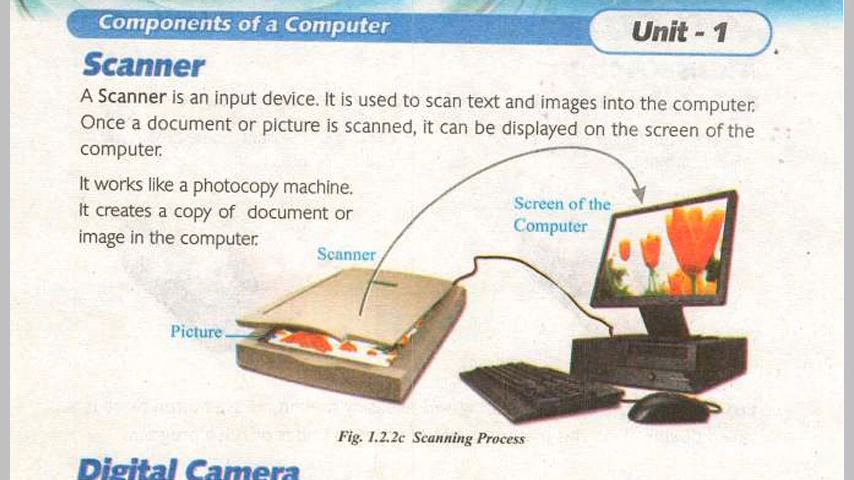 Components of a Computer
Unit - 1
Scanner
A Scanner is an input device. It is used to scan text and images into the computer.
Once a document or picture is scanned, it can be displayed on the screen of the
computer.
It works like a photocopy machine.
It creates a copy of document or
image in the computer.
Screen of the
Computer
Scanner
Picture
Fig. 1.2.2c Scanning Process
Digital Camera